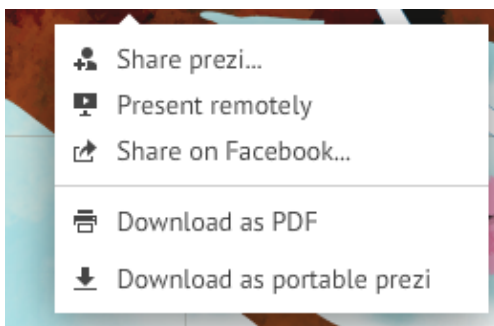 Share prezi...
Present remotely
Share on Facebook...
Download as PDF
Download as portable prezi